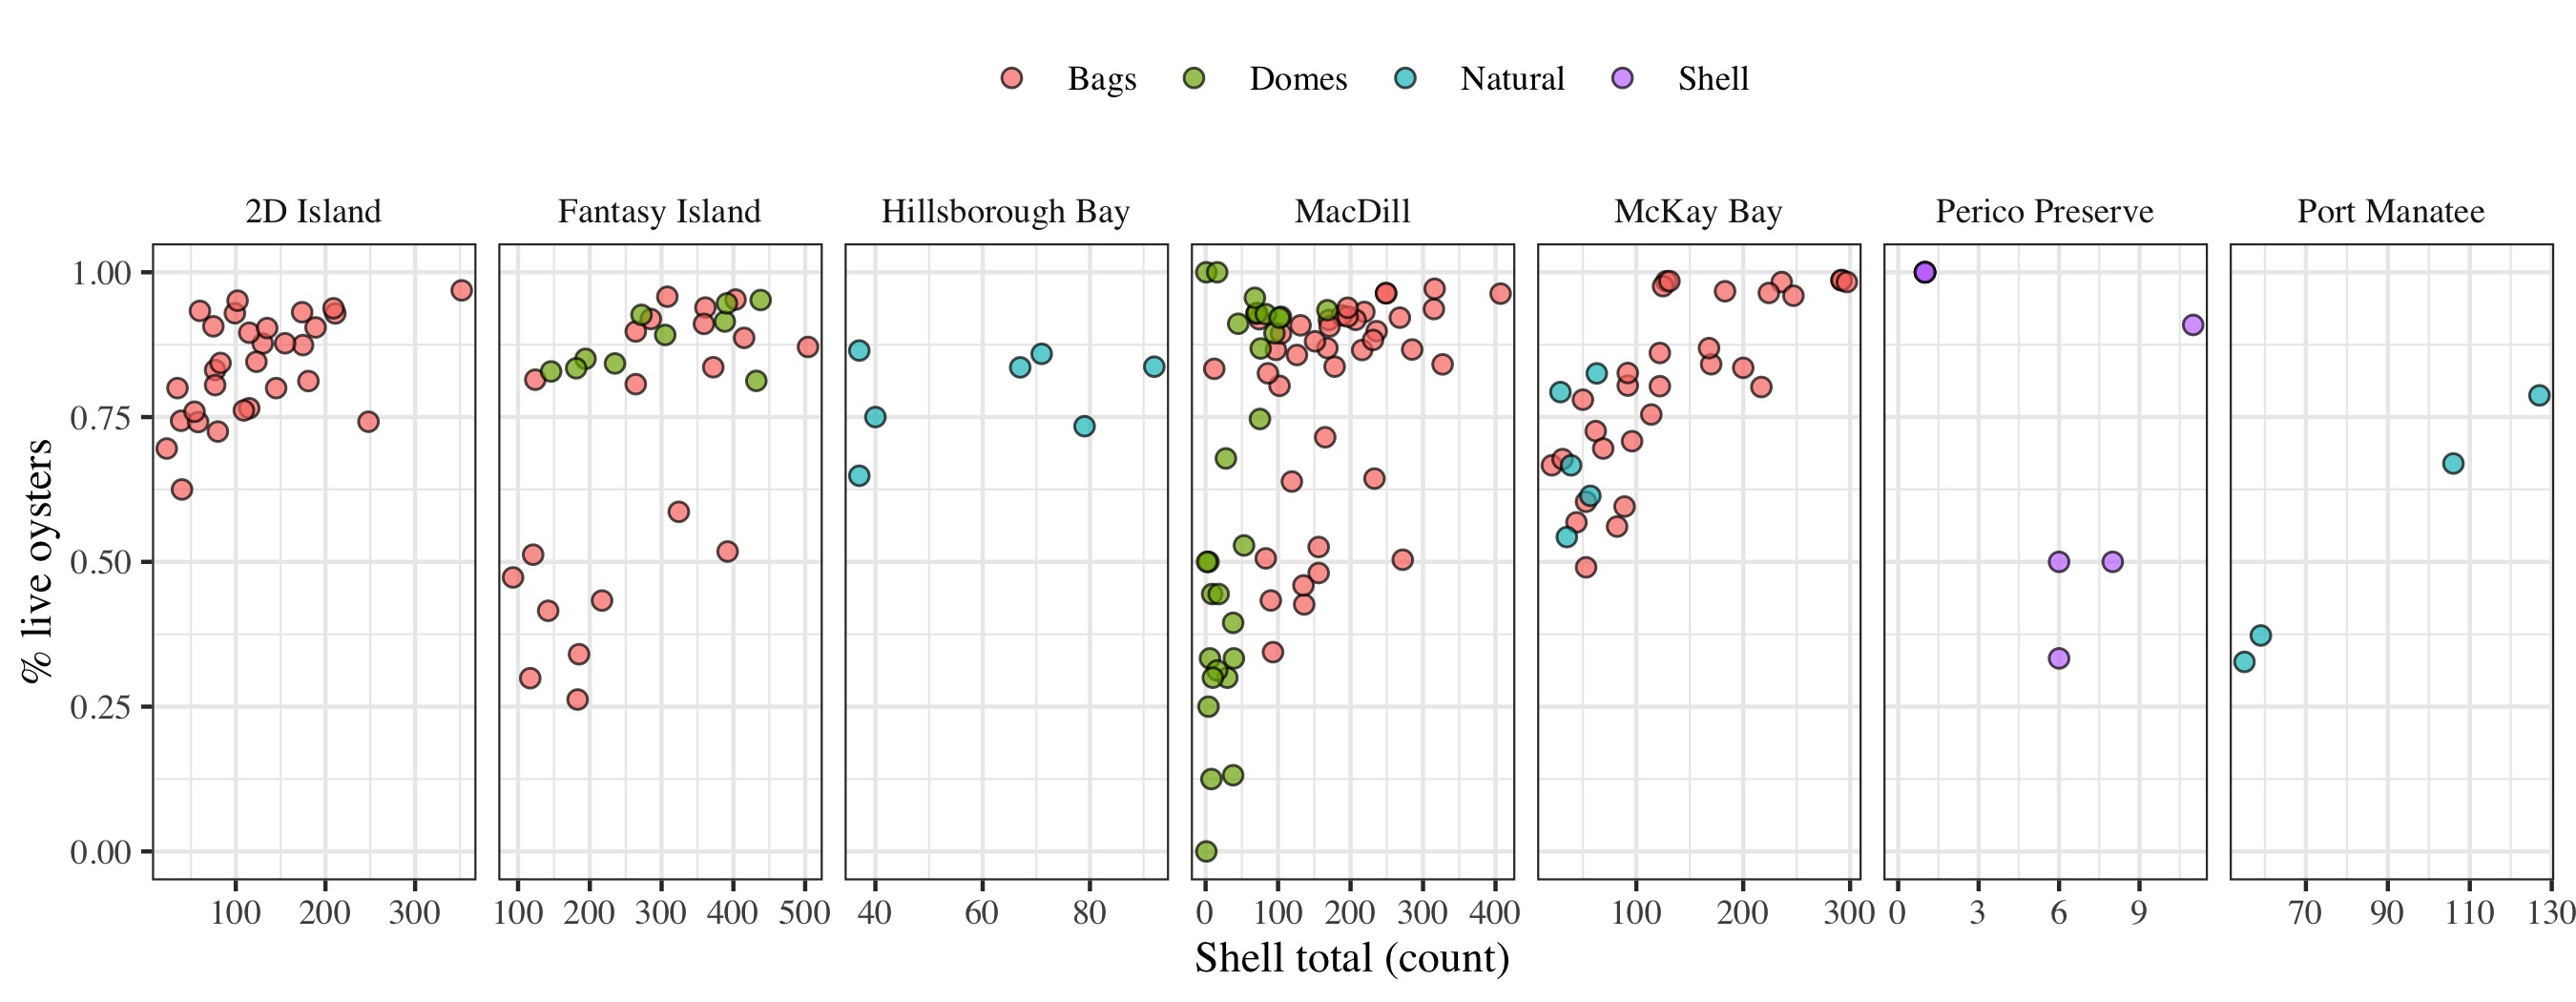 Bags Domes Natural Shell
2D Island Fantasy Island Hillsborough Bay MacDill McKay Bay Perico Preserve Port Manatee
1.00
0.75
0.50
0.25
0.00
% live oysters
100 200 300 100 200 300 400 500 40 60 80 0 100 200 300 400 100 200 300 0 3 6 9 70 90 110 130
Shell total (count)